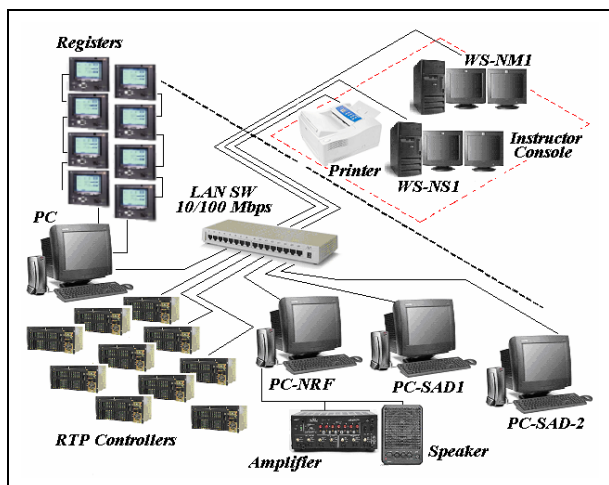 Registers
WS-NM1
Printer
WS-NS1
Instructor
Console
LAN SW
10/100 Mbps
PC
PC-NRF
PC-SAD1
PC-SAD-2
RTP Controllers
Amplifier
Speaker